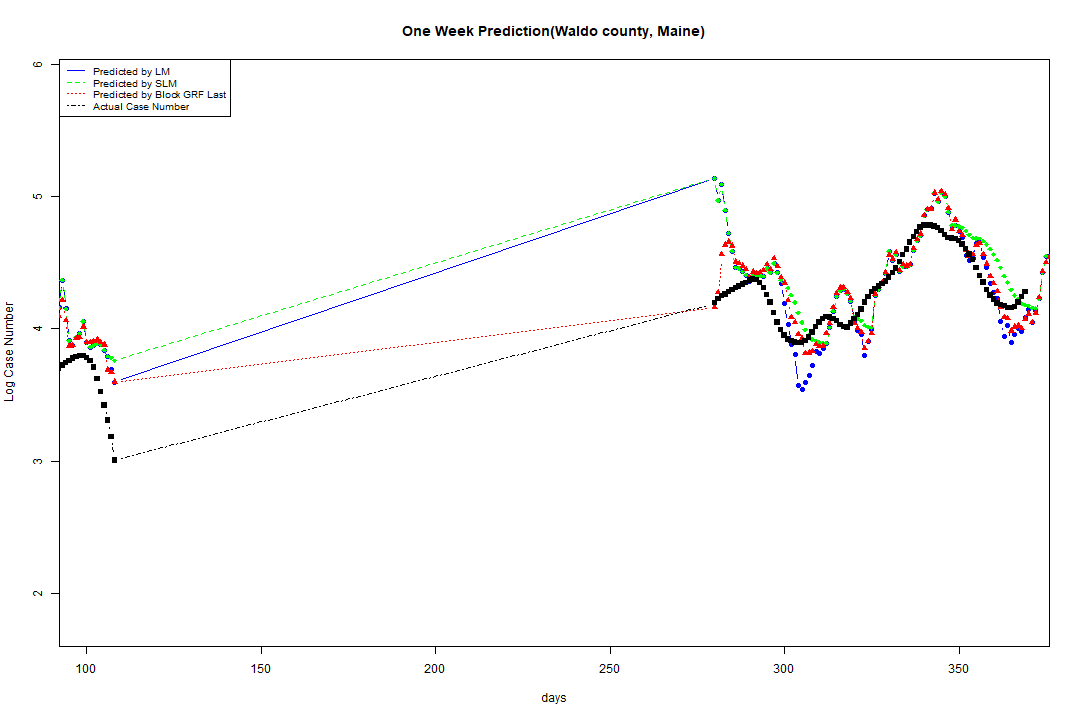 One Week Prediction(Waldo county, Maine)
Predicted by LM
Predicted by SLM
Predicted by Block GRF Last
Actual Case Number
6
5
4
3
2
Log Case Number
100 150 200 250 300 350
days